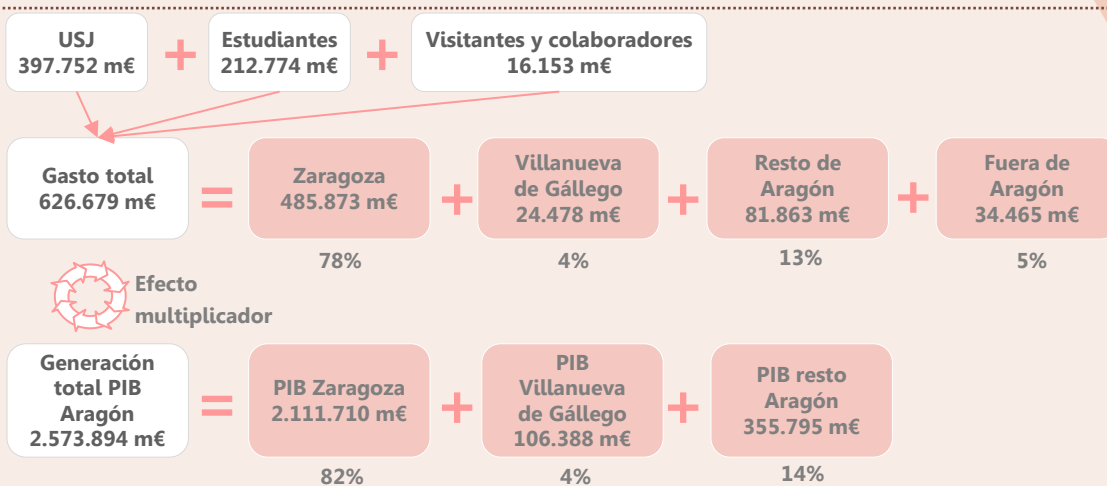 USJ
397.752 m€
+
Estudiantes
212.774 m€
+
Visitantes y colaboradores
16.153 m€
Gasto total
626.679 m€
=
Zaragoza
485.873 m€
+
Villanueva
de Gállego
24.478 m€
+
Resto de
Aragón
81.863 m€
+
Fuera de
Aragón
34.465 m€
78%
4%
13%
5%
Efecto
multiplicador
Generación
total PIB
Aragón
2.573.894 m€
=
PIB Zaragoza
2.111.710 m€
+
PIB
Villanueva
de Gállego
106.388 m€
+
PIB resto
Aragón
355.795 m€
82%
4%
14%